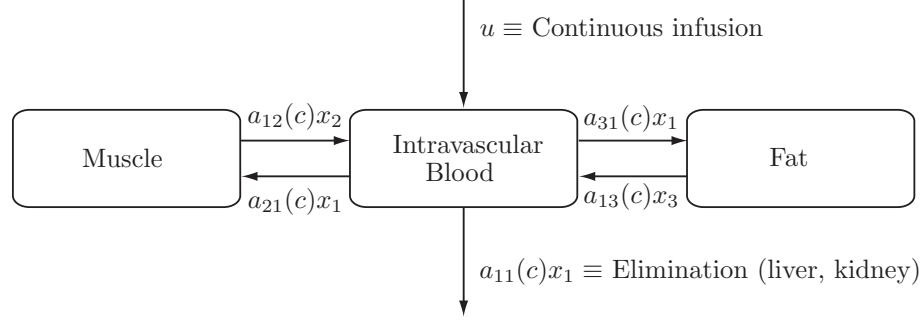 u ≡ Continuous infusion
a₁₂(c)x₂
a₃₁(c)x₁
Muscle
Intravascular
Blood
Fat
a₂₁(c)x₁
a₁₃(c)x₃
a₁₁(c)x₁ ≡ Elimination (liver, kidney)